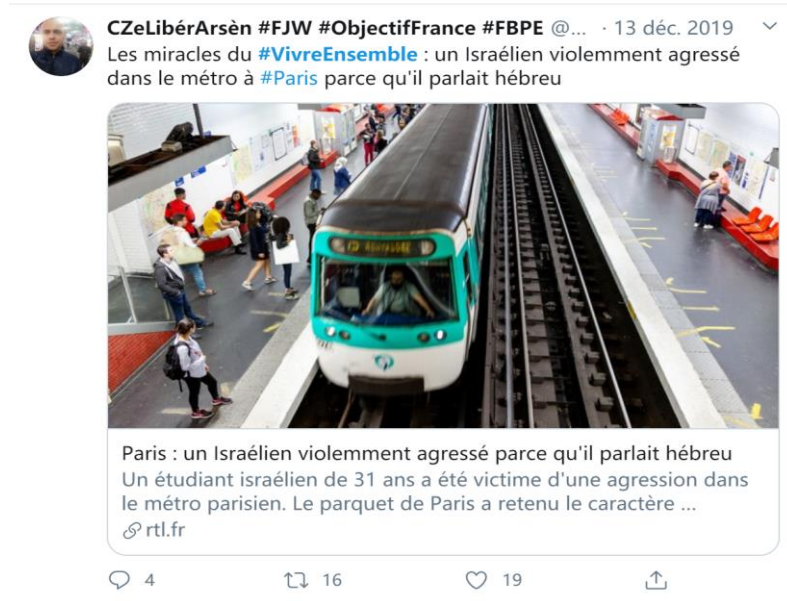 CZeLibérArsèn #FJW #ObjectifFrance #FBPE @... · 13 déc. 2019
Les miracles du #VivreEnsemble : un Israélien violemment agressé
dans le métro à #Paris parce qu'il parlait hébreu
Paris : un Israélien violemment agressé parce qu'il parlait hébreu
Un étudiant israélien de 31 ans a été victime d'une agression dans
le métro parisien. Le parquet de Paris a retenu le caractère ...
rtl.fr
4 16 19